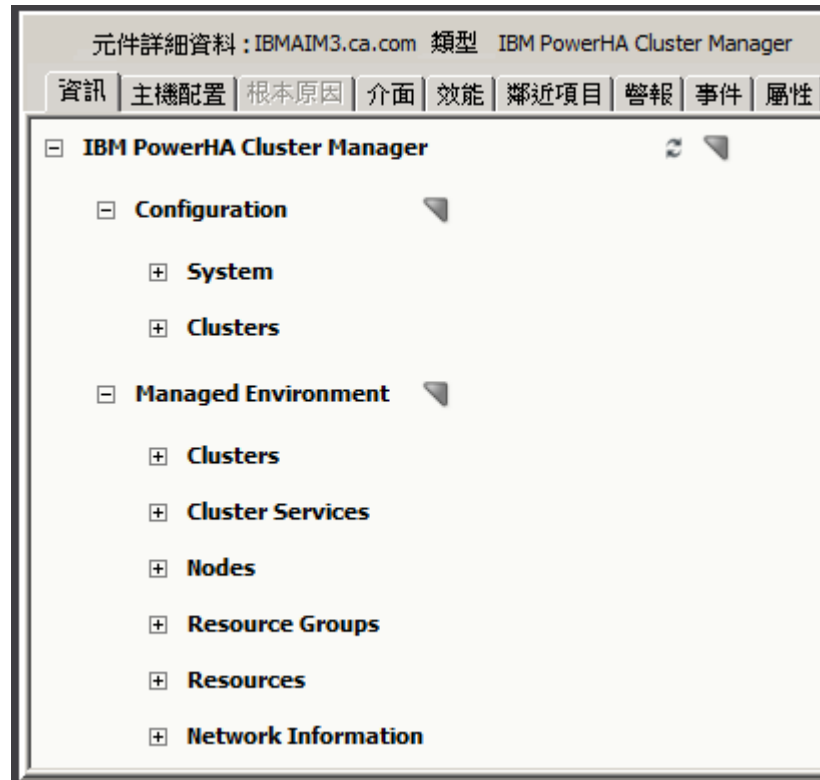 元件詳細資料：IBMAIM3.ca.com 類型 IBM PowerHA Cluster Manager
資訊 主機配置 根本原因 介面 效能 鄰近項目 警報 事件 屬性
IBM PowerHA Cluster Manager
Configuration
System
Clusters
Managed Environment
Clusters
Cluster Services
Nodes
Resource Groups
Resources
Network Information